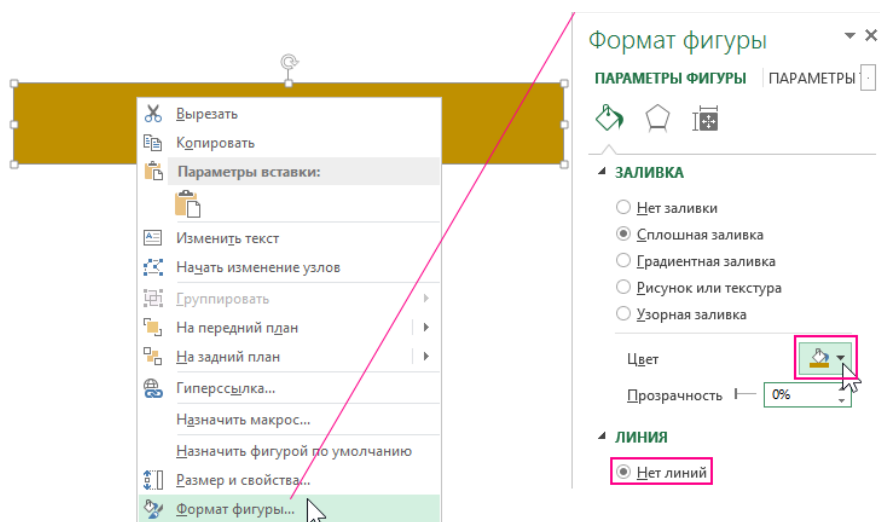 Вырезать
Копировать
Параметры вставки:
Изменить текст
Начать изменение узлов
Группировать
На передний план
На задний план
Гиперссылка...
Назначить макрос...
Назначить фигурой по умолчанию
Размер и свойства...
Формат фигуры...
Формат фигуры
ПАРАМЕТРЫ ФИГУРЫ ПАРАМЕТРЫ
ЗАЛИВКА
Нет заливки
Сплошная заливка
Градиентная заливка
Рисунок или текстура
Узорная заливка
Цвет
Прозрачность 0%
ЛИНИЯ
Нет линий